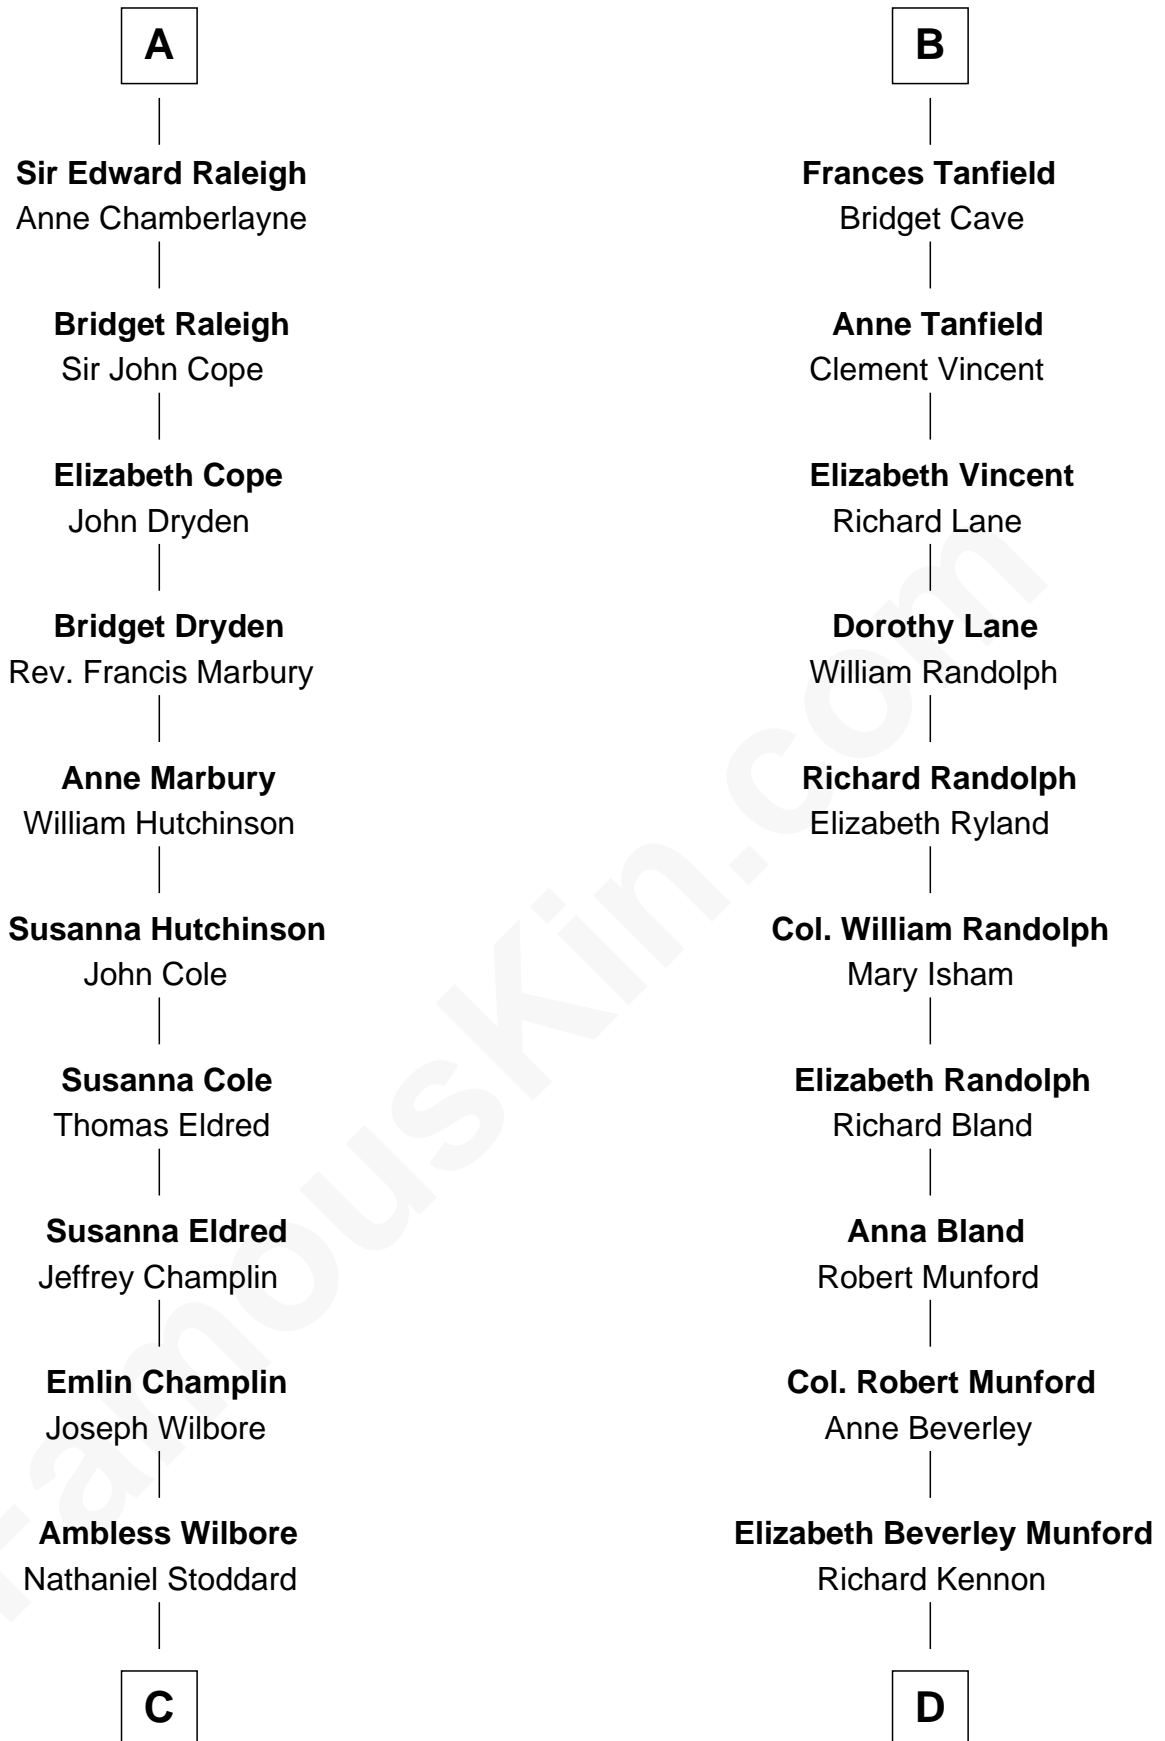 A
Sir Edward Raleigh
Anne Chamberlayne
Bridget Raleigh
Sir John Cope
Elizabeth Cope
John Dryden
Bridget Dryden
Rev. Francis Marbury
Anne Marbury
William Hutchinson
Susanna Hutchinson
John Cole
Susanna Cole
Thomas Eldred
Susanna Eldred
Jeffrey Champlin
Emlin Champlin
Joseph Wilbore
Ambless Wilbore
Nathaniel Stoddard
C
B
Frances Tanfield
Bridget Cave
Anne Tanfield
Clement Vincent
Elizabeth Vincent
Richard Lane
Dorothy Lane
William Randolph
Richard Randolph
Elizabeth Ryland
Col. William Randolph
Mary Isham
Elizabeth Randolph
Richard Bland
Anna Bland
Robert Munford
Col. Robert Munford
Anne Beverley
Elizabeth Beverley Munford
Richard Kennon
D
FamousKin.com